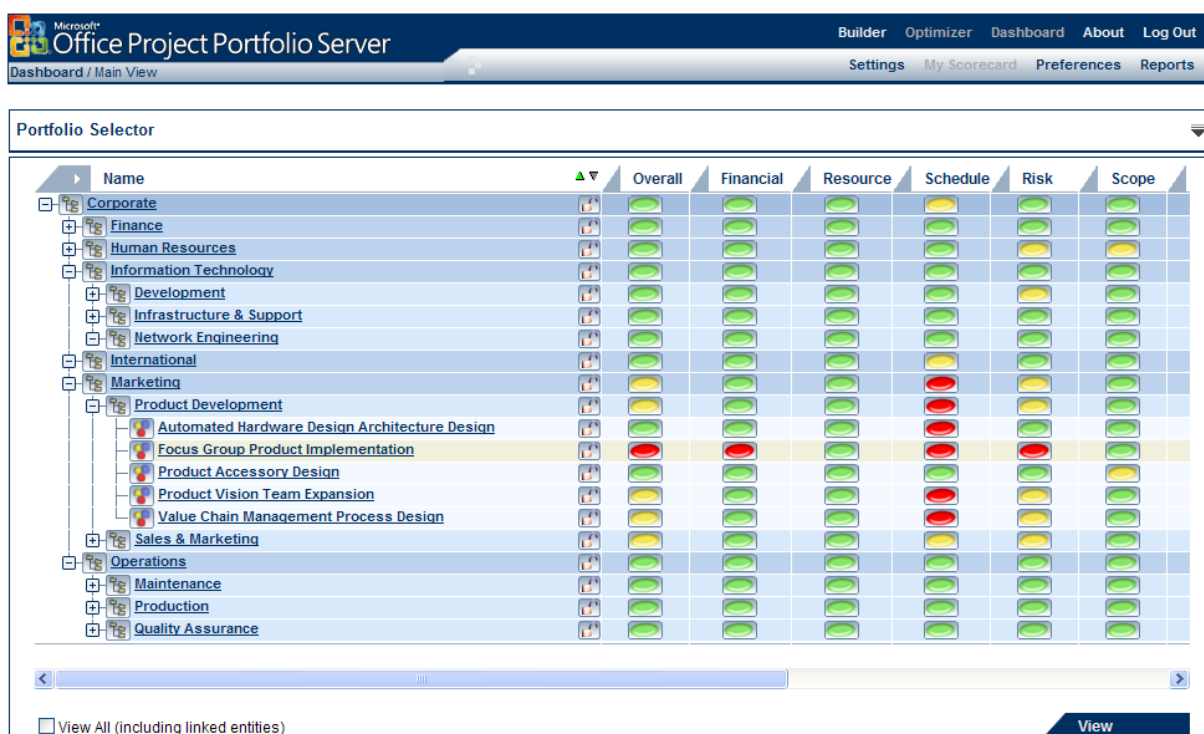 Microsoft®
Office Project Portfolio Server
Builder Optimizer Dashboard About Log Out
Dashboard / Main View
Settings My Scorecard Preferences Reports
Portfolio Selector
Name Overall Financial Resource Schedule Risk Scope
Corporate
Finance
Human Resources
Information Technology
Development
Infrastructure & Support
Network Engineering
International
Marketing
Product Development
Automated Hardware Design Architecture Design
Focus Group Product Implementation
Product Accessory Design
Product Vision Team Expansion
Value Chain Management Process Design
Sales & Marketing
Operations
Maintenance
Production
Quality Assurance
View All (including linked entities)
View